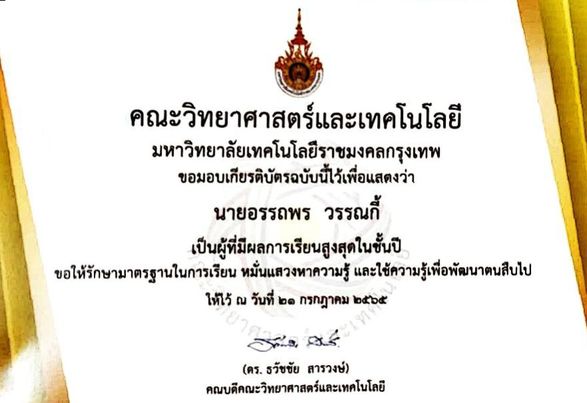 คณะวิทยาศาสตร์และเทคโนโลยี
มหาวิทยาลัยเทคโนโลยีราชมงคลกรุงเทพ
ขอมอบเกียรติบัตรฉบับนี้ไว้เพื่อแสดงว่า
นายอรรถพร วรรณกี้
เป็นผู้ที่มีผลการเรียนสูงสุดในชั้นปี
ขอให้รักษามาตรฐานในการเรียน หมั่นแสวงหาความรู้ และใช้ความรู้เพื่อพัฒนาตนสืบไป
ให้ไว้ ณ วันที่ ๒๑ กรกฎาคม ๒๕๖๕
(ดร. ธวัชชัย สารวงษ์)
คณบดีคณะวิทยาศาสตร์และเทคโนโลยี